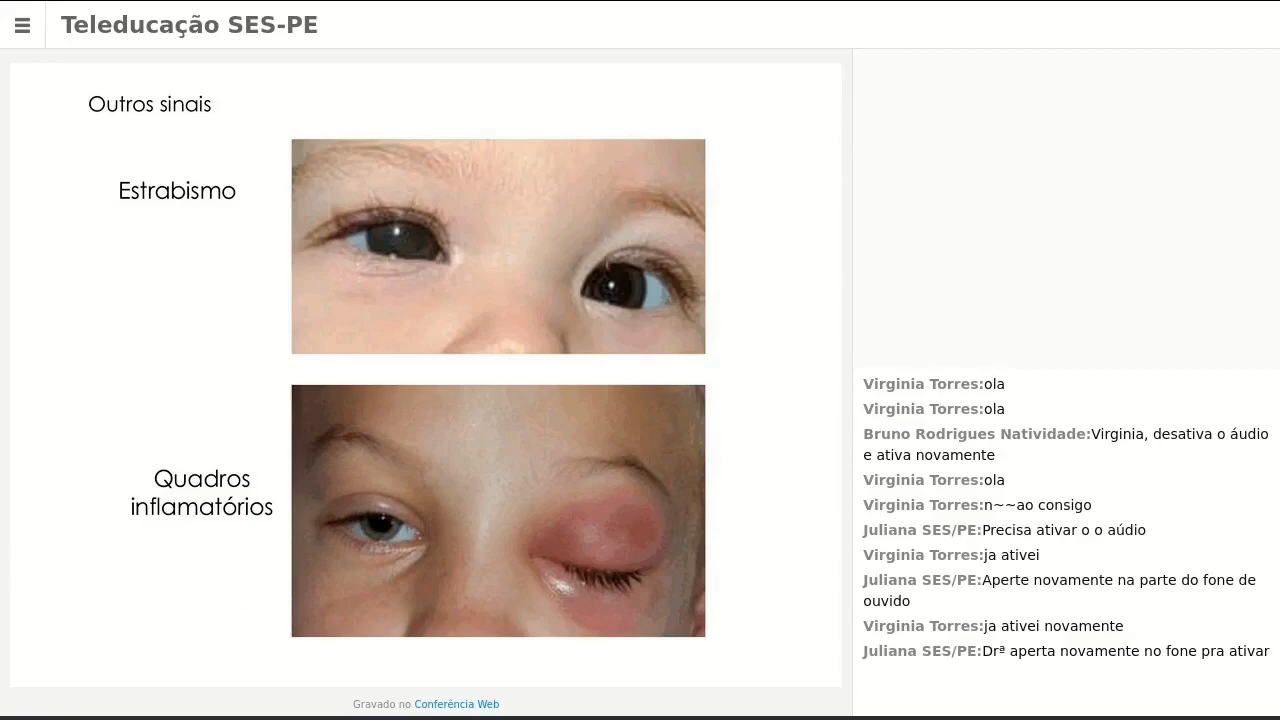 Teleducação SES-PE
Outros sinais
Estrabismo
Quadros
inflamatórios
Gravado no Conferência Web
Virginia Torres:ola
Virginia Torres:ola
Bruno Rodrigues Natividade:Virginia, desativa o áudio
e ativa novamente
Virginia Torres:ola
Virginia Torres:n~~ao consigo
Juliana SES/PE:Precisa ativar o o aúdio
Virginia Torres:ja ativei
Juliana SES/PE:Aperte novamente na parte do fone de
ouvido
Virginia Torres:ja ativei novamente
Juliana SES/PE:Drª aperta novamente no fone pra ativar